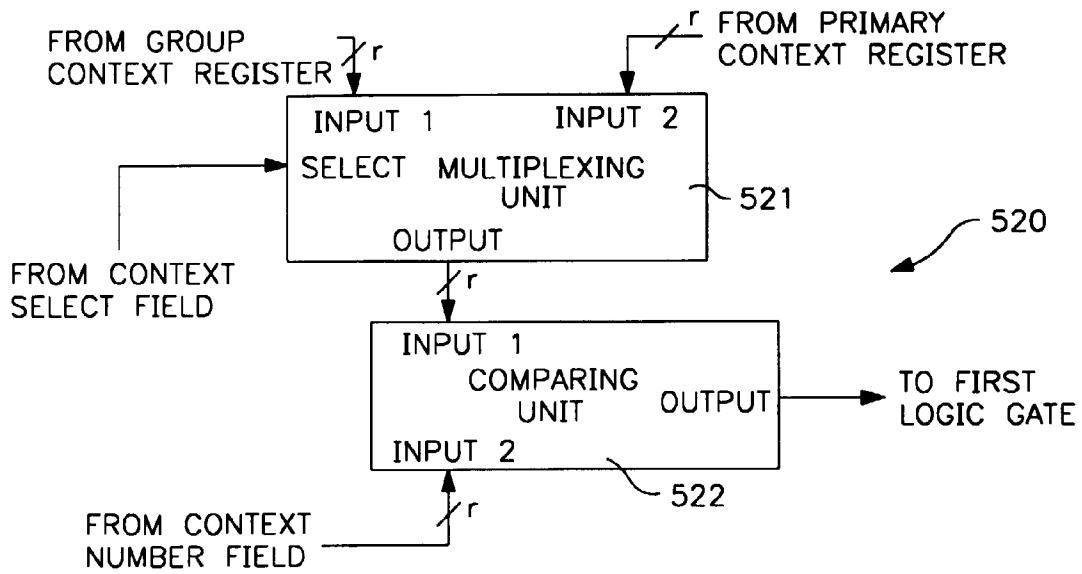 FROM GROUP
CONTEXT REGISTER
r
r
FROM PRIMARY
CONTEXT REGISTER
INPUT 1
INPUT 2
SELECT
MULTIPLEXING
UNIT
521
OUTPUT
520
FROM CONTEXT
SELECT FIELD
r
INPUT 1
COMPARING
UNIT
OUTPUT
TO FIRST
LOGIC GATE
INPUT 2
522
r
FROM CONTEXT
NUMBER FIELD